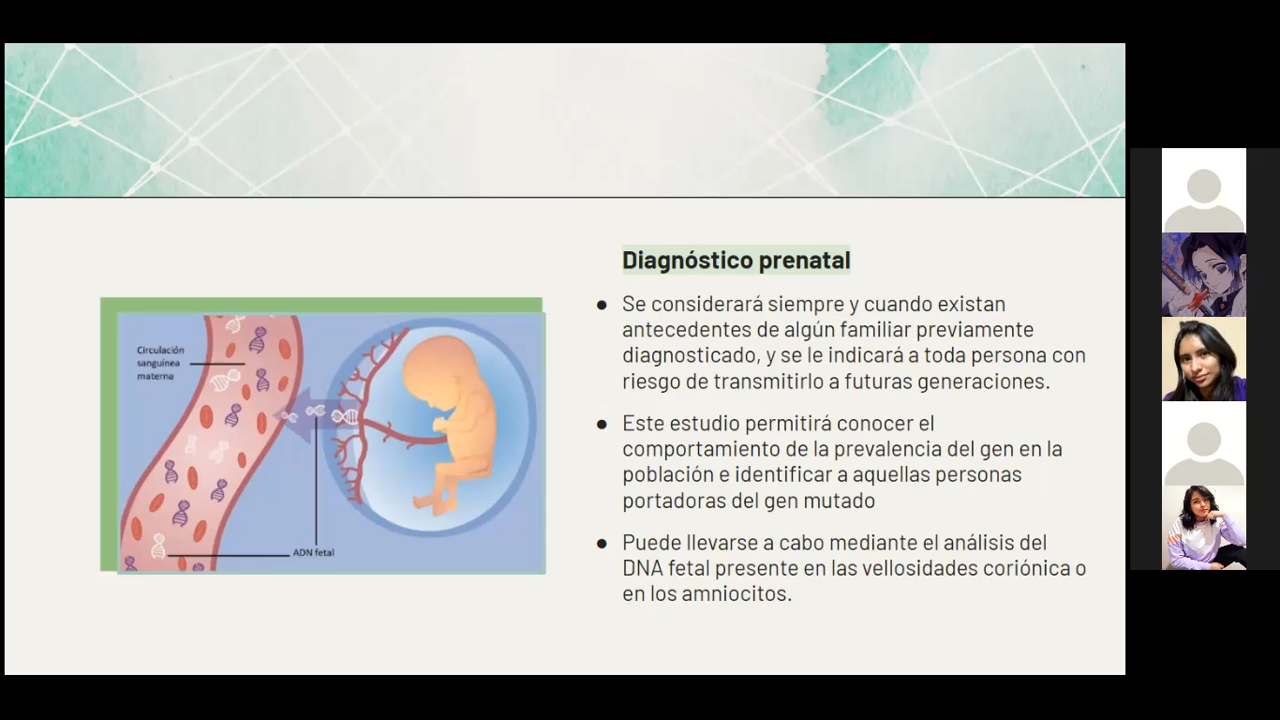 Diagnóstico prenatal
● Se considerará siempre y cuando existan
antecedentes de algún familiar previamente
diagnosticado, y se le indicará a toda persona con
riesgo de transmitirlo a futuras generaciones.
● Este estudio permitirá conocer el
comportamiento de la prevalencia del gen en la
población e identificar a aquellas personas
portadoras del gen mutado
● Puede llevarse a cabo mediante el análisis del
DNA fetal presente en las vellosidades coriónica o
en los amniocitos.
Circulación
sanguínea
materna
ADN fetal